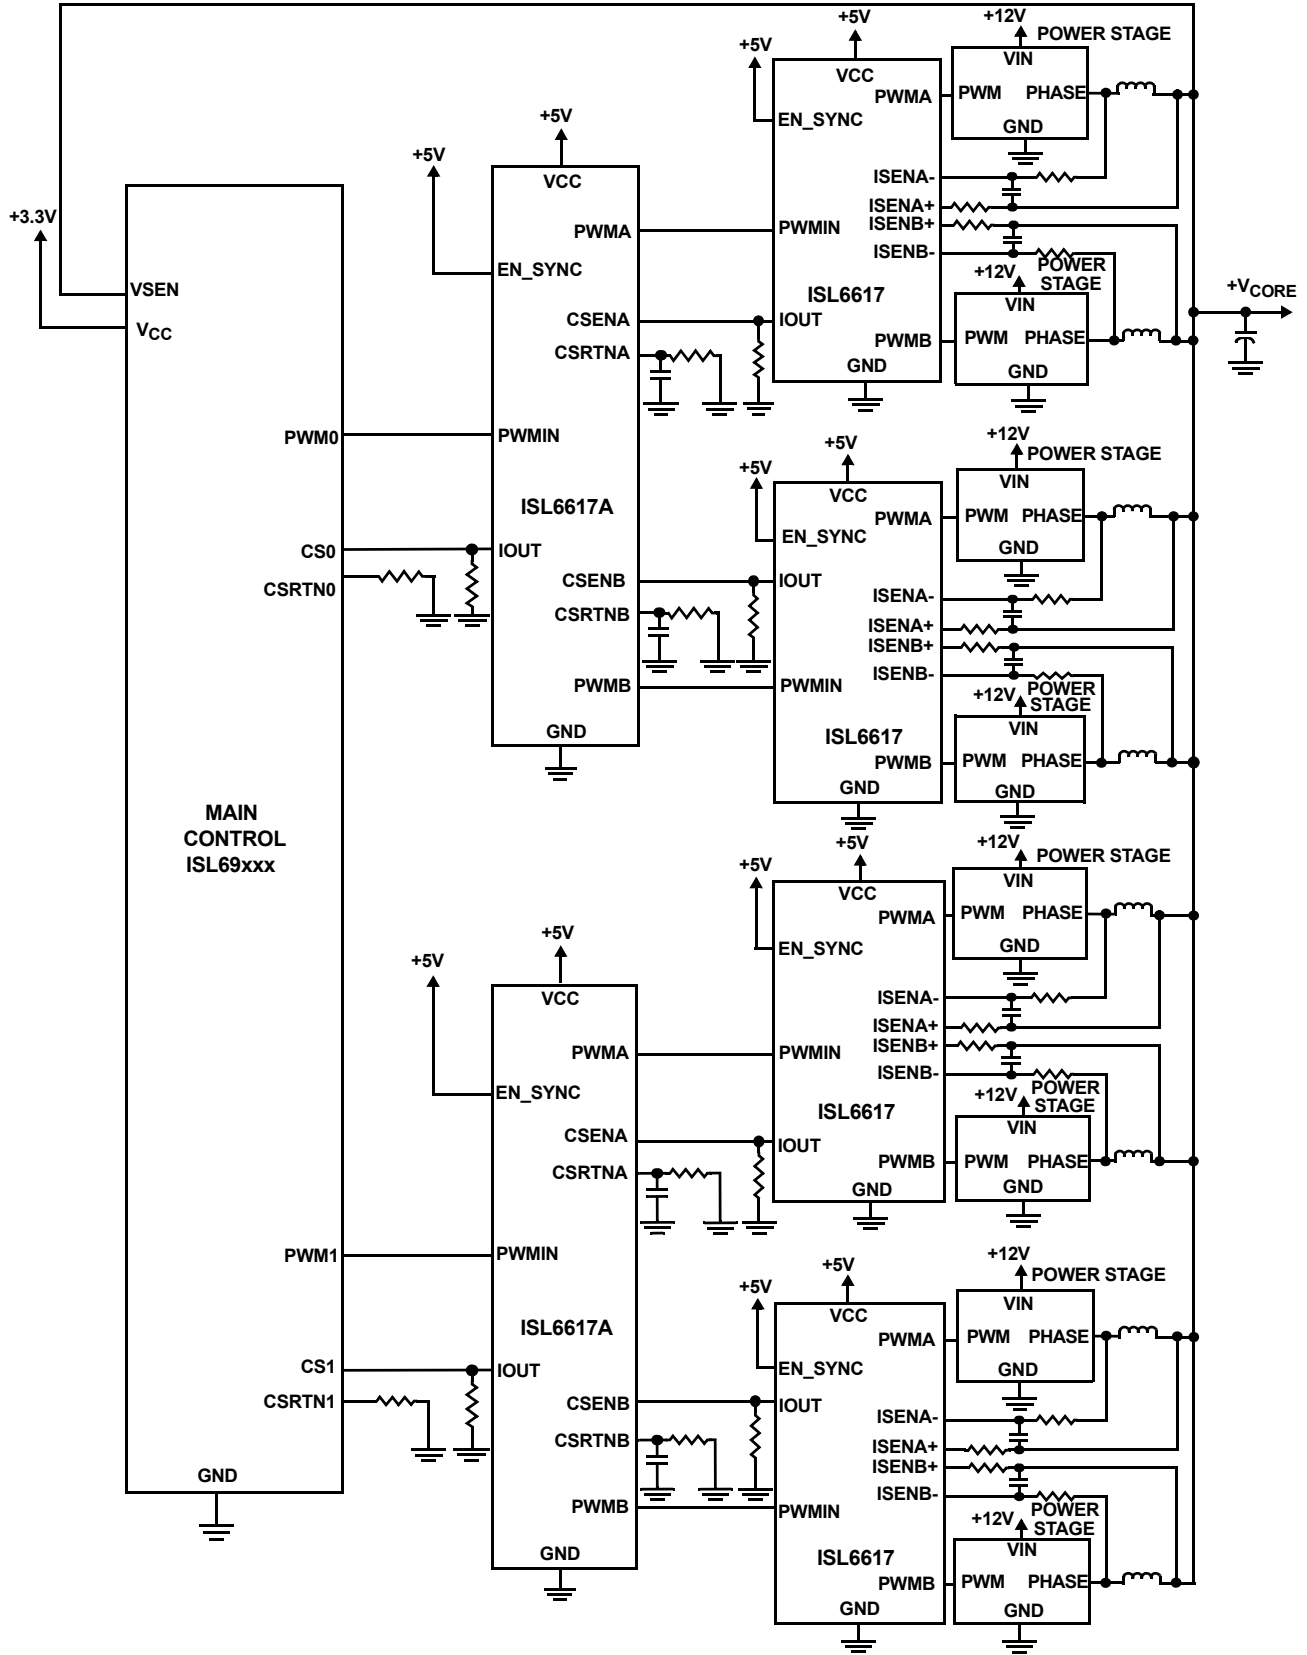 +3.3V
VSEN
VCC
PWM0
CS0
CSRTN0
MAIN
CONTROL
ISL69xxx
PWM1
CS1
CSRTN1
GND
+5V
+5V
VCC
PWMA
EN_SYNC
CSENA
CSRTNA
PWMIN
ISL6617A
IOUT
CSENB
CSRTNB
PWMB
GND
+5V
+5V
VCC
PWMA
EN_SYNC
CSENA
CSRTNA
PWMIN
ISL6617A
IOUT
CSENB
CSRTNB
PWMB
GND
+5V
+5V
VCC
PWMA
EN_SYNC
ISENA-
ISENA+
ISENB+
PWMIN
ISENB-
ISL6617
IOUT
PWMB
GND
+12V
POWER STAGE
VIN
PWM PHASE
GND
+12V
POWER
STAGE
VIN
PWM PHASE
GND
+VCORE
+5V
+5V
VCC
PWMA
EN_SYNC
IOUT
ISENA-
ISENA+
ISENB+
ISENB-
PWMIN
ISL6617
PWMB
GND
+12V
POWER STAGE
VIN
PWM PHASE
GND
+12V
POWER
STAGE
VIN
PWM PHASE
GND
+5V
+5V
VCC
PWMA
EN_SYNC
ISENA-
ISENA+
ISENB+
PWMIN
ISENB-
ISL6617
IOUT
PWMB
GND
+12V
POWER STAGE
VIN
PWM PHASE
GND
+12V
POWER
STAGE
VIN
PWM PHASE
GND
+5V
+5V
VCC
PWMA
EN_SYNC
IOUT
ISENA-
ISENA+
ISENB+
ISENB-
PWMIN
ISL6617
PWMB
GND
+12V
POWER STAGE
VIN
PWM PHASE
GND
+12V
POWER
STAGE
VIN
PWM PHASE
GND